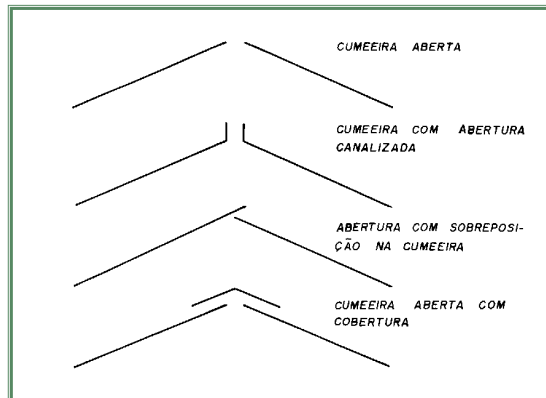 CUMEEIRA ABERTA
CUMEEIRA COM ABERTURA
CANALIZADA
ABERTURA COM SOBREPOSI-
ÇÃO NA CUMEEIRA
CUMEEIRA ABERTA COM
COBERTURA